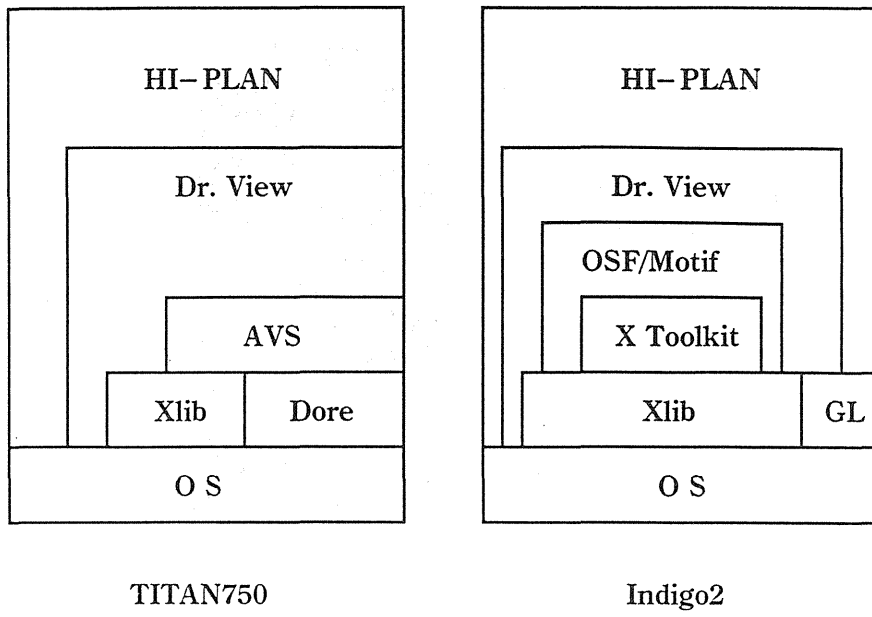 HI-PLAN
Dr. View
AVS
Xlib
Dore
O S
TITAN750
HI-PLAN
Dr. View
OSF/Motif
X Toolkit
Xlib
GL
O S
Indigo2